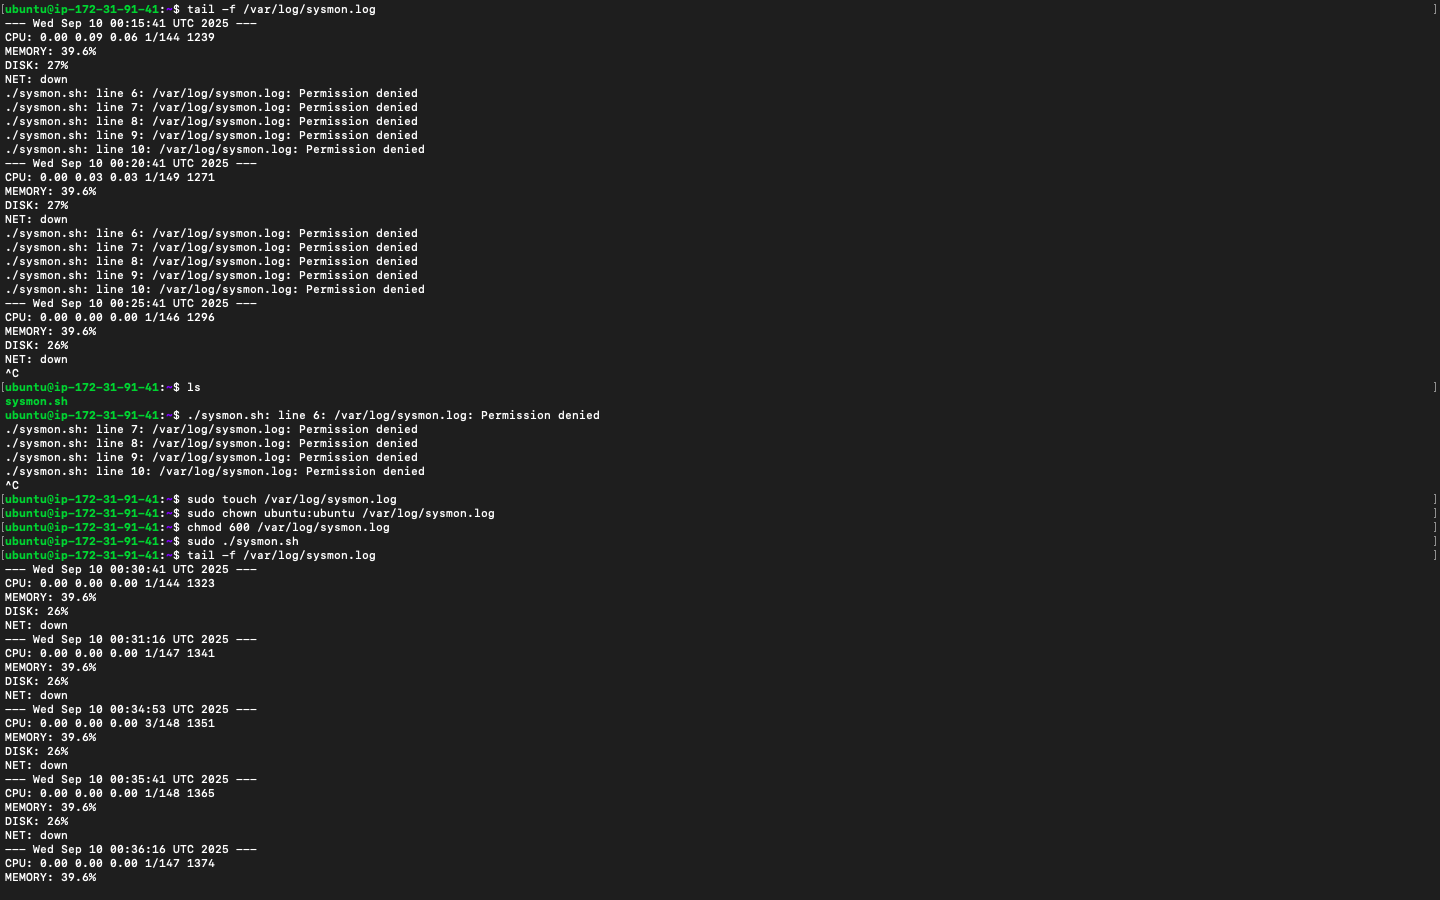 [ubuntu@ip-172-31-91-41:~$ tail -f /var/log/sysmon.log ]
--- Wed Sep 10 00:15:41 UTC 2025 ---
CPU: 0.00 0.09 0.06 1/144 1239
MEMORY: 39.6%
DISK: 27%
NET: down
./sysmon.sh: line 6: /var/log/sysmon.log: Permission denied
./sysmon.sh: line 7: /var/log/sysmon.log: Permission denied
./sysmon.sh: line 8: /var/log/sysmon.log: Permission denied
./sysmon.sh: line 9: /var/log/sysmon.log: Permission denied
./sysmon.sh: line 10: /var/log/sysmon.log: Permission denied
--- Wed Sep 10 00:20:41 UTC 2025 ---
CPU: 0.00 0.03 0.03 1/149 1271
MEMORY: 39.6%
DISK: 27%
NET: down
./sysmon.sh: line 6: /var/log/sysmon.log: Permission denied
./sysmon.sh: line 7: /var/log/sysmon.log: Permission denied
./sysmon.sh: line 8: /var/log/sysmon.log: Permission denied
./sysmon.sh: line 9: /var/log/sysmon.log: Permission denied
./sysmon.sh: line 10: /var/log/sysmon.log: Permission denied
--- Wed Sep 10 00:25:41 UTC 2025 ---
CPU: 0.00 0.00 0.00 1/146 1296
MEMORY: 39.6%
DISK: 26%
NET: down
^C
[ubuntu@ip-172-31-91-41:~$ ls ]
sysmon.sh
ubuntu@ip-172-31-91-41:~$ ./sysmon.sh: line 6: /var/log/sysmon.log: Permission denied
./sysmon.sh: line 7: /var/log/sysmon.log: Permission denied
./sysmon.sh: line 8: /var/log/sysmon.log: Permission denied
./sysmon.sh: line 9: /var/log/sysmon.log: Permission denied
./sysmon.sh: line 10: /var/log/sysmon.log: Permission denied
^C
[ubuntu@ip-172-31-91-41:~$ sudo touch /var/log/sysmon.log ]
[ubuntu@ip-172-31-91-41:~$ sudo chown ubuntu:ubuntu /var/log/sysmon.log ]
[ubuntu@ip-172-31-91-41:~$ chmod 600 /var/log/sysmon.log ]
[ubuntu@ip-172-31-91-41:~$ sudo ./sysmon.sh ]
[ubuntu@ip-172-31-91-41:~$ tail -f /var/log/sysmon.log ]
--- Wed Sep 10 00:30:41 UTC 2025 ---
CPU: 0.00 0.00 0.00 1/144 1323
MEMORY: 39.6%
DISK: 26%
NET: down
--- Wed Sep 10 00:31:16 UTC 2025 ---
CPU: 0.00 0.00 0.00 1/147 1341
MEMORY: 39.6%
DISK: 26%
NET: down
--- Wed Sep 10 00:34:53 UTC 2025 ---
CPU: 0.00 0.00 0.00 3/148 1351
MEMORY: 39.6%
DISK: 26%
NET: down
--- Wed Sep 10 00:35:41 UTC 2025 ---
CPU: 0.00 0.00 0.00 1/148 1365
MEMORY: 39.6%
DISK: 26%
NET: down
--- Wed Sep 10 00:36:16 UTC 2025 ---
CPU: 0.00 0.00 0.00 1/147 1374
MEMORY: 39.6%